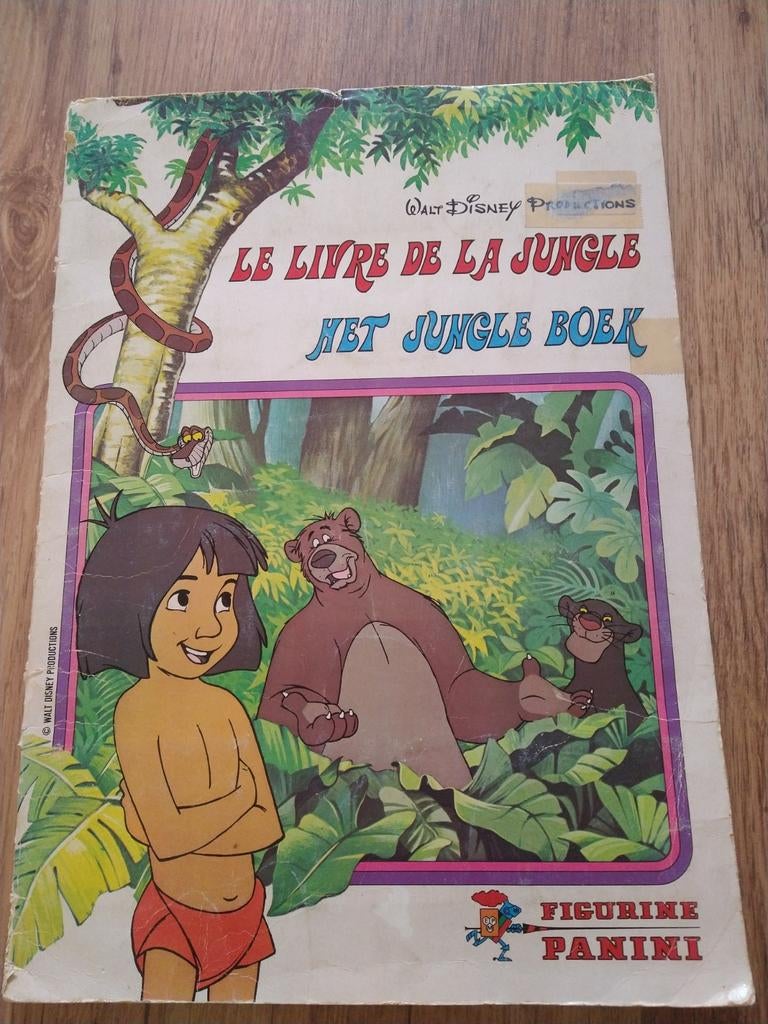 WALT DISNEY PRODUCTIONS
LE LIVRE DE LA JUNGLE
HET JUNGLE BOEK
© WALT DISNEY PRODUCTIONS
FIGURINE
PANINI